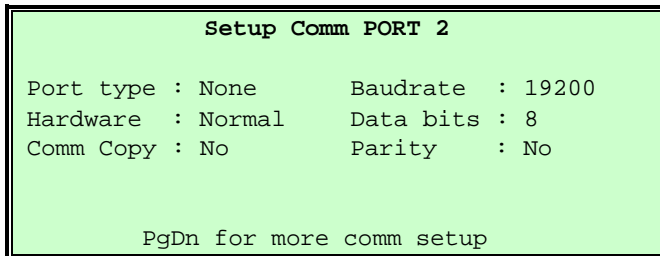 Setup Comm PORT 2
Port type : None Baudrate : 19200
Hardware : Normal Data bits : 8
Comm Copy : No Parity : No
PgDn for more comm setup